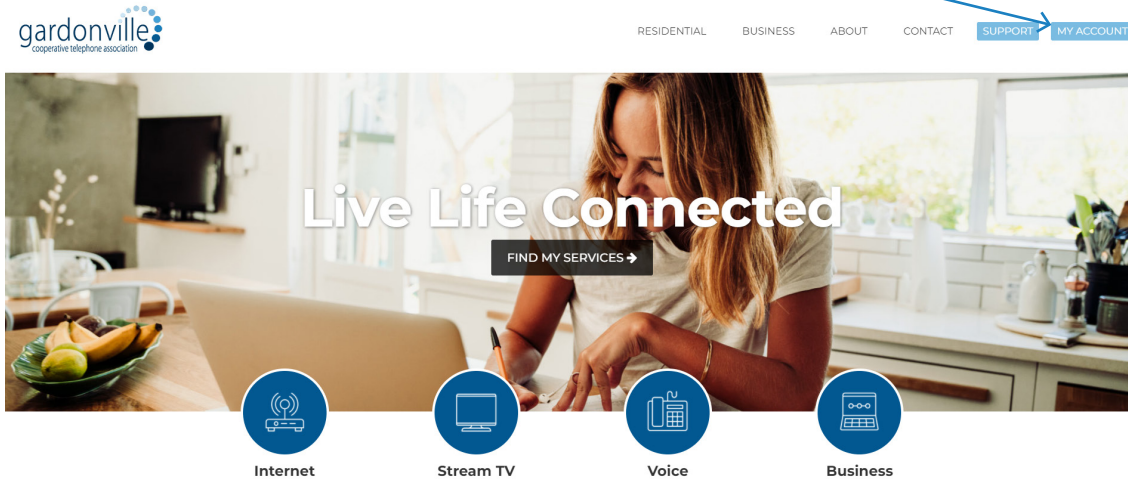 gardonville
cooperative telephone association
RESIDENTIAL BUSINESS ABOUT CONTACT SUPPORT MY ACCOUNT
Live Life Connected
FIND MY SERVICES →
Internet Stream TV Voice Business